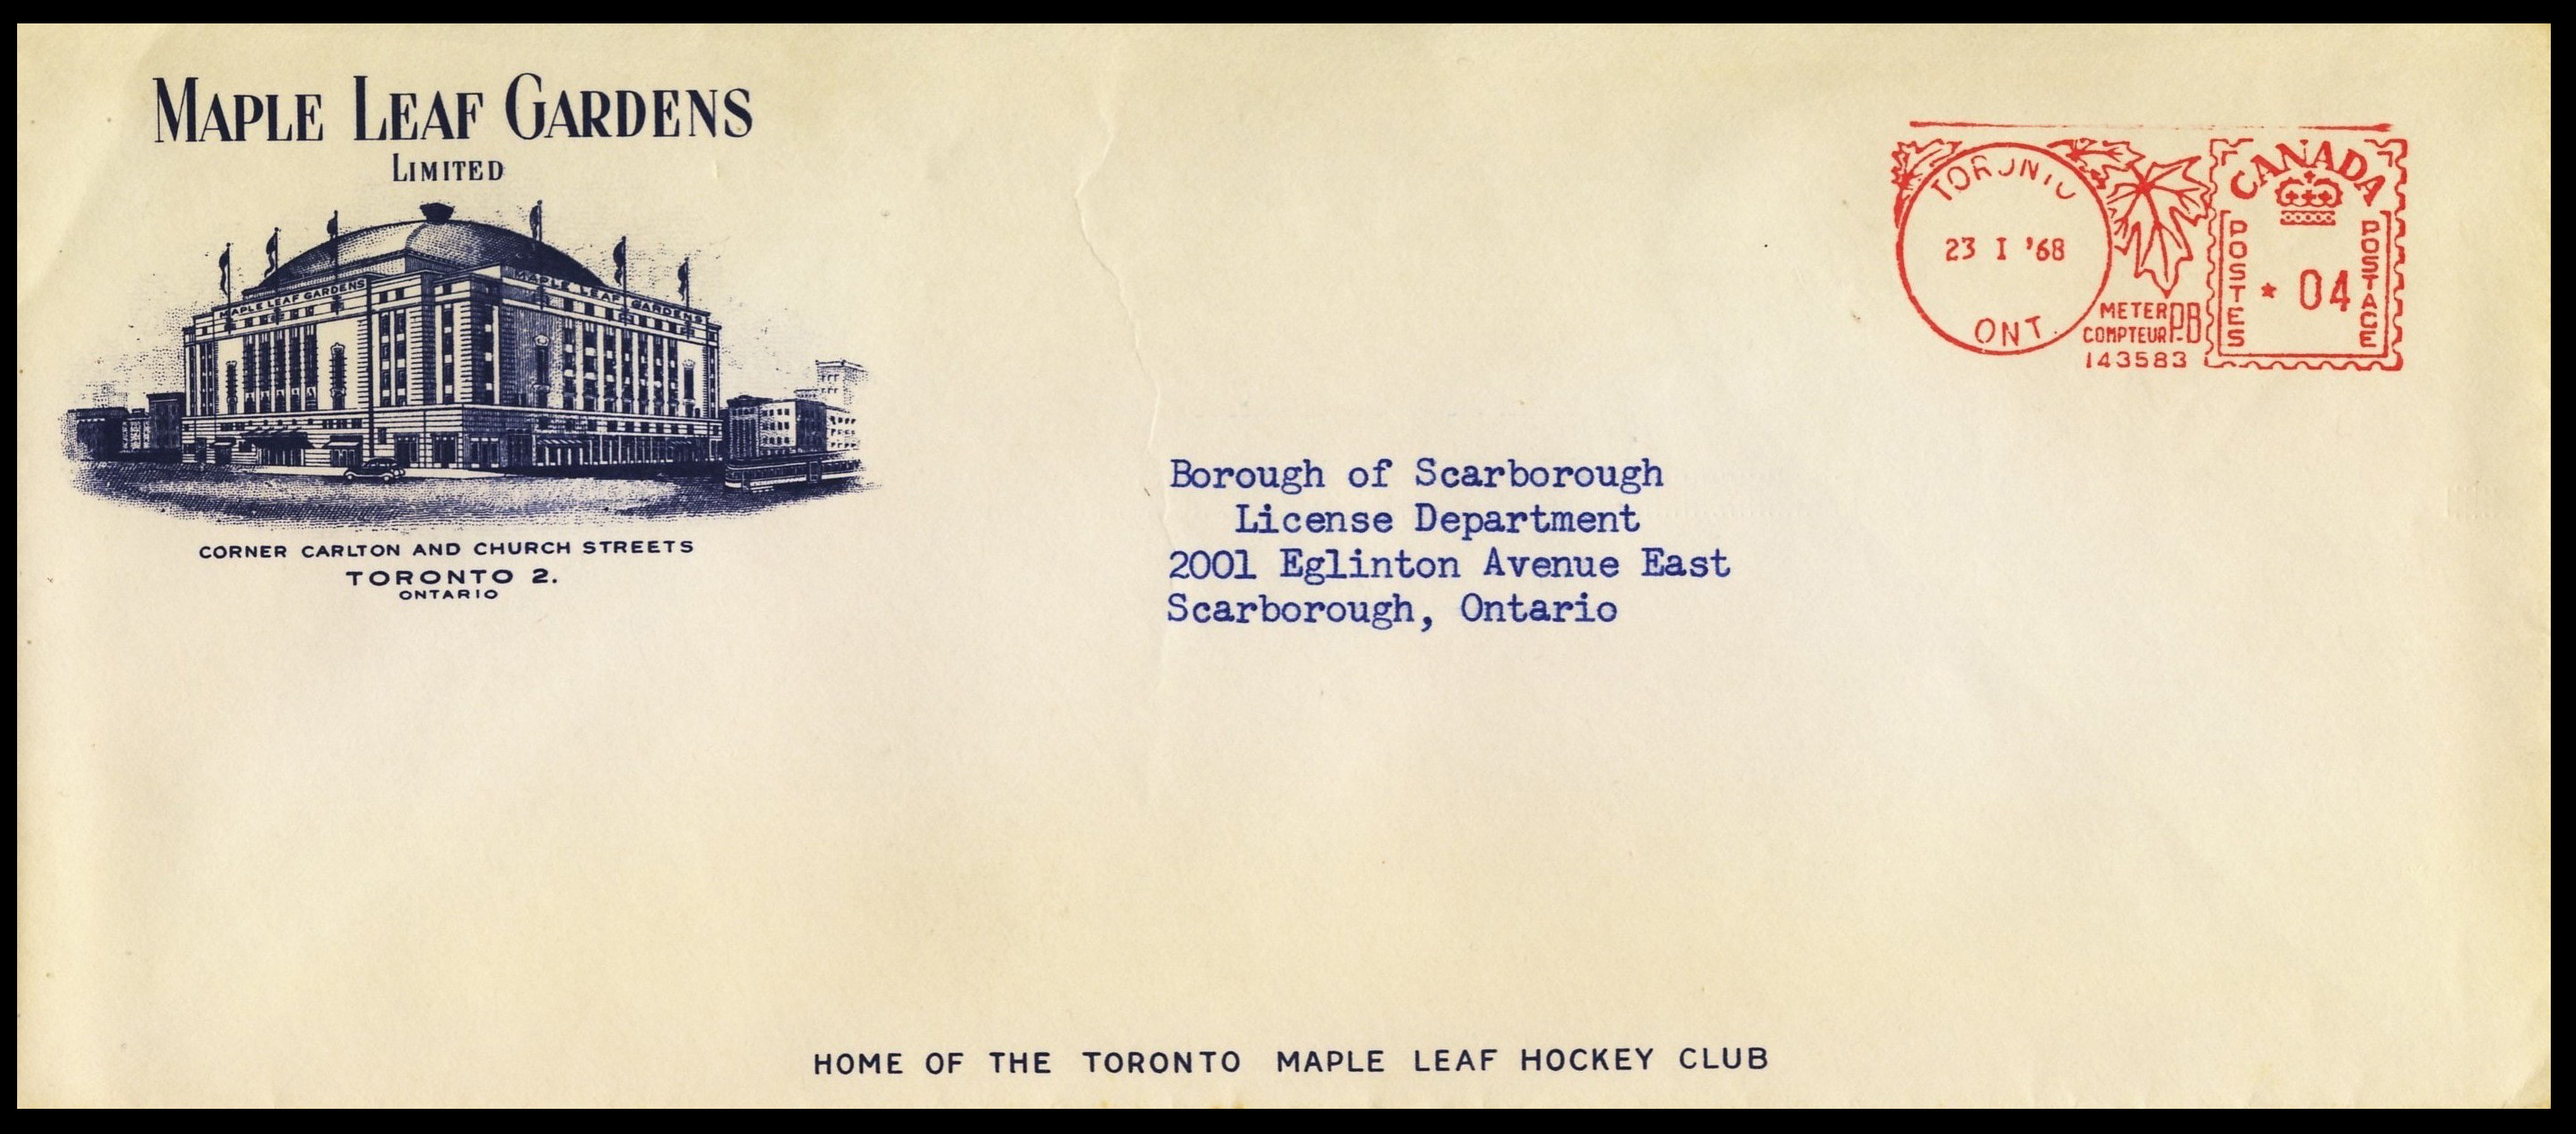 MAPLE LEAF GARDENS
LIMITED
MAPLE LEAF GARDENS
MAPLE LEAF GARDENS
CORNER CARLTON AND CHURCH STREETS
TORONTO 2.
ONTARIO
TORONTO
23 I '68
ONT.
METER
COMPTEUR
PB
143583
CANADA
POSTES
* 04
POSTAGE
Borough of Scarborough
License Department
2001 Eglinton Avenue East
Scarborough, Ontario
HOME OF THE TORONTO MAPLE LEAF HOCKEY CLUB